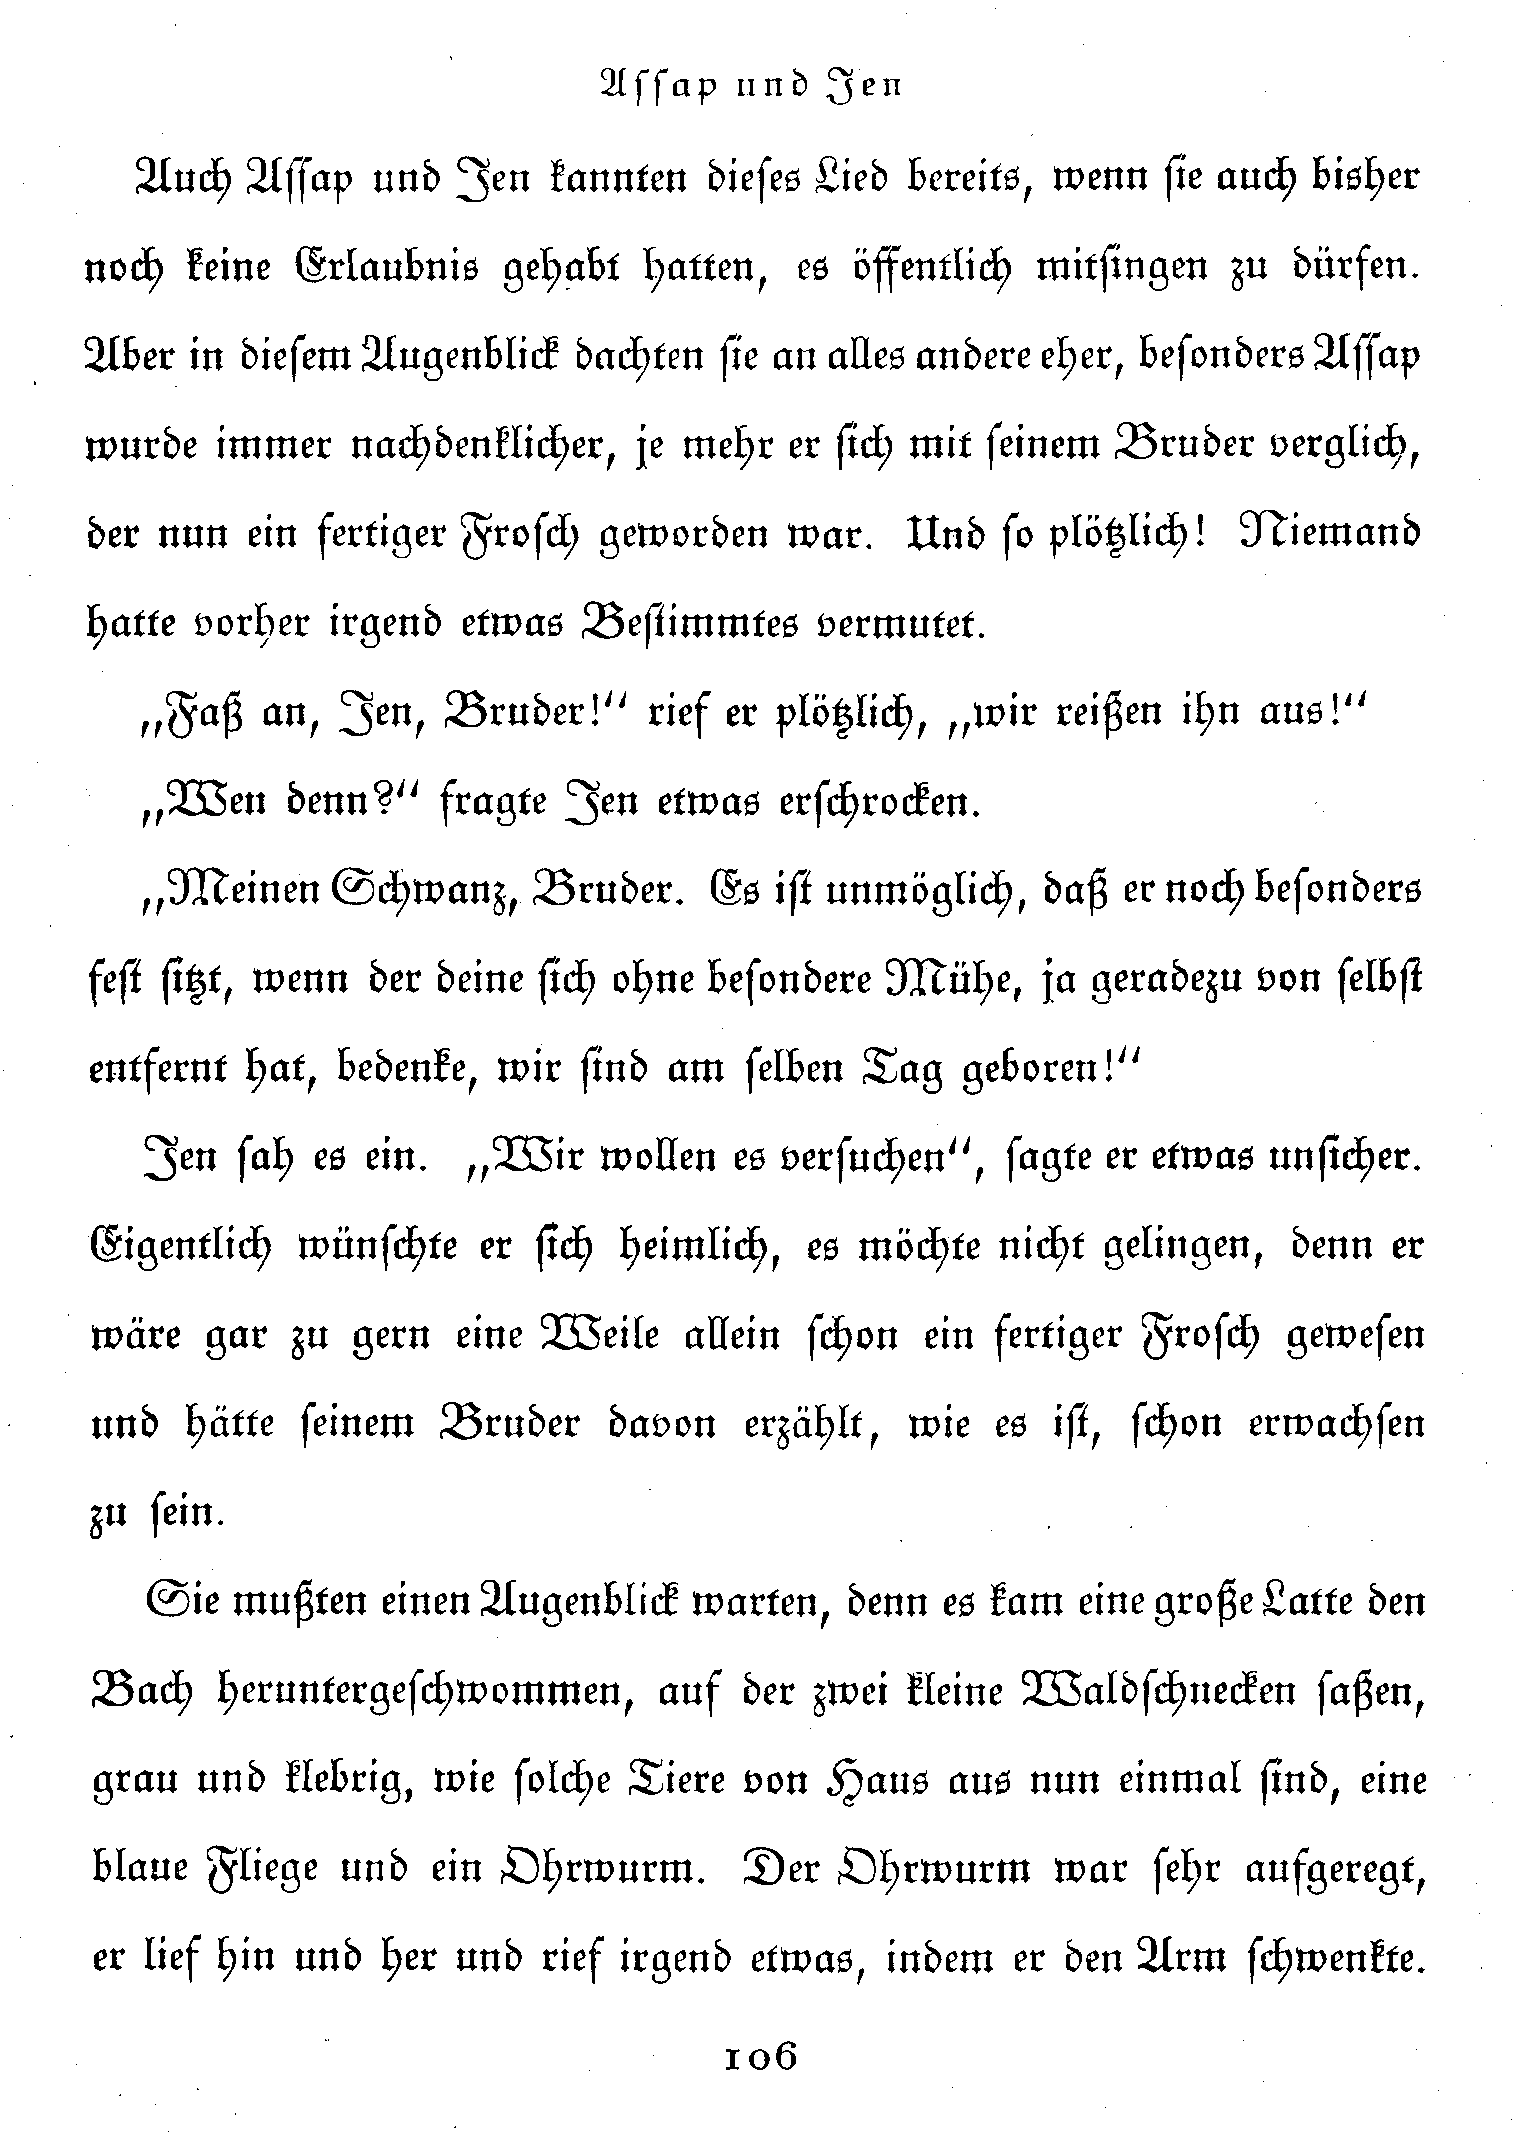 Assap und Jen
Auch Assap und Jen kannten dieses Lied bereits, wenn sie auch bisher
noch keine Erlaubnis gehabt hatten, es öffentlich mitsingen zu dürfen.
Aber in diesem Augenblick dachten sie an alles andere eher, besonders Assap
wurde immer nachdenklicher, je mehr er sich mit seinem Bruder verglich,
der nun ein fertiger Frosch geworden war. Und so plötzlich! Niemand
hatte vorher irgend etwas Bestimmtes vermutet.
„Faß an, Jen, Bruder!“ rief er plötzlich, „wir reißen ihn aus!“
„Wen denn?“ fragte Jen etwas erschrocken.
„Meinen Schwanz, Bruder. Es ist unmöglich, daß er noch besonders
fest sitzt, wenn der deine sich ohne besondere Mühe, ja geradezu von selbst
entfernt hat, bedenke, wir sind am selben Tag geboren!“
Jen sah es ein. „Wir wollen es versuchen“, sagte er etwas unsicher.
Eigentlich wünschte er sich heimlich, es möchte nicht gelingen, denn er
wäre gar zu gern eine Weile allein schon ein fertiger Frosch gewesen
und hätte seinem Bruder davon erzählt, wie es ist, schon erwachsen
zu sein.
Sie mußten einen Augenblick warten, denn es kam eine große Latte den
Bach heruntergeschwommen, auf der zwei kleine Waldschnecken saßen,
grau und klebrig, wie solche Tiere von Haus aus nun einmal sind, eine
blaue Fliege und ein Ohrwurm. Der Ohrwurm war sehr aufgeregt,
er lief hin und her und rief irgend etwas, indem er den Arm schwenkte.
106